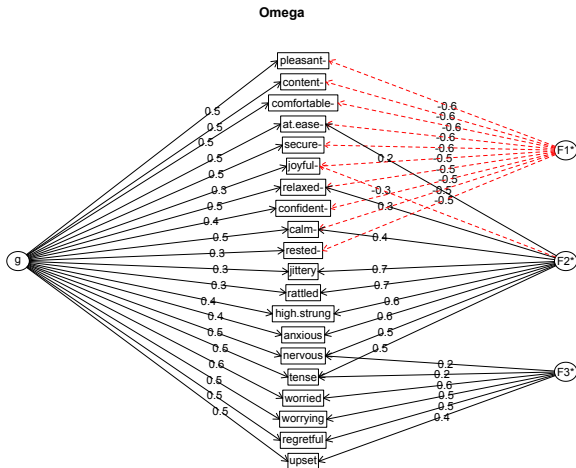 Omega
pleasant-
content-
comfortable-
at.ease-
secure-
joyful-
relaxed-
confident-
calm-
rested-
jittery
rattled
high.strung
anxious
nervous
tense
worried
worrying
regretful
upset
g
0.5
0.5
0.5
0.5
0.5
0.3
0.5
0.4
0.5
0.3
0.3
0.3
0.4
0.4
0.5
0.5
0.6
0.5
0.5
0.5
F1*
-0.6
-0.6
-0.6
-0.6
-0.6
-0.5
-0.5
-0.5
-0.5
-0.5
F2*
0.2
-0.3
0.3
0.4
0.7
0.7
0.6
0.6
0.5
0.5
F3*
0.2
0.2
0.6
0.5
0.5
0.4